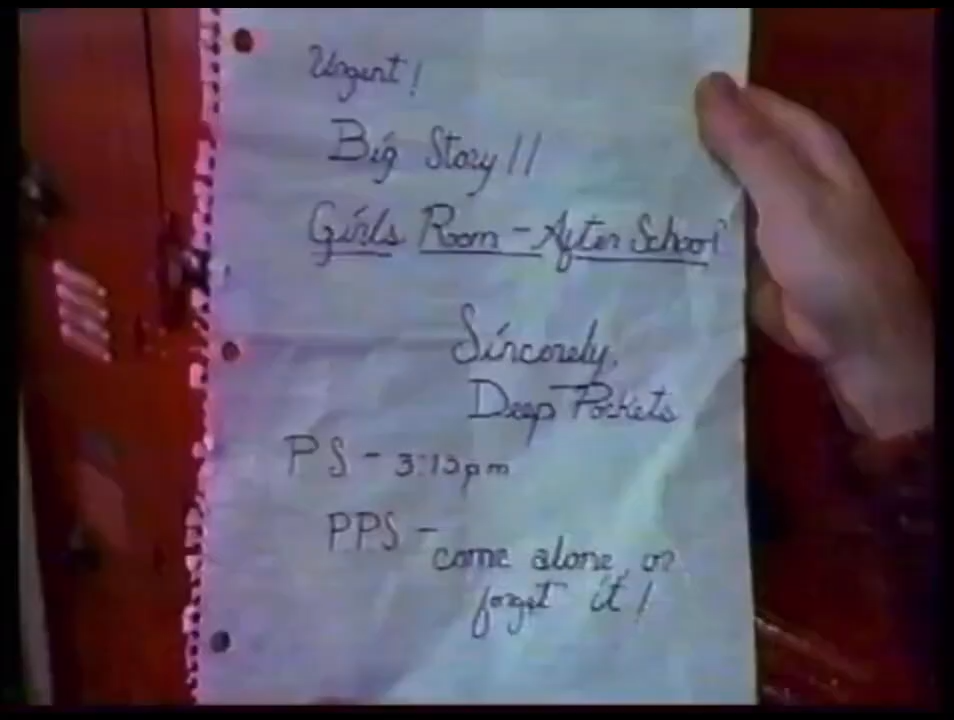 Urgent!
Big Story!!
Girls Room - After School
Sincerely,
Deep Pockets
PS - 3:15pm
PPS - come alone, or
forget it!